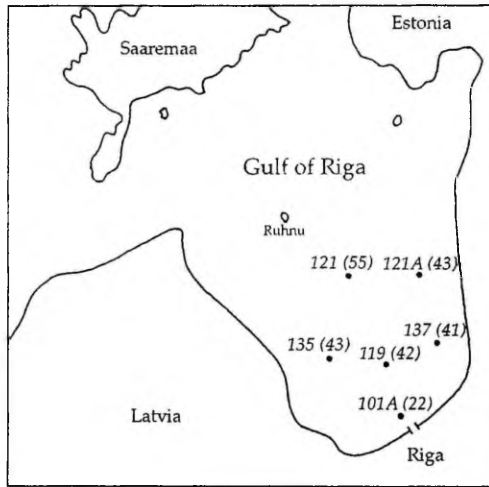 Estonia
Saaremaa
Gulf of Riga
Ruhnu
121 (55) 121A (43)
137 (41)
135 (43)
119 (42)
101A (22)
Latvia
Riga